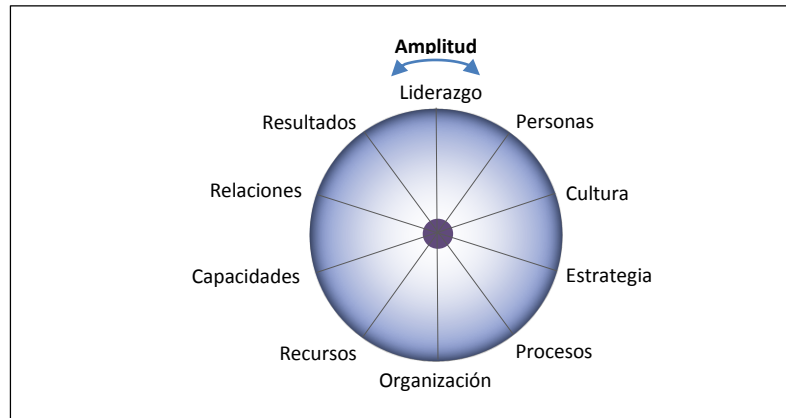 Amplitud
Liderazgo
Resultados
Personas
Relaciones
Cultura
Capacidades
Estrategia
Recursos
Procesos
Organización